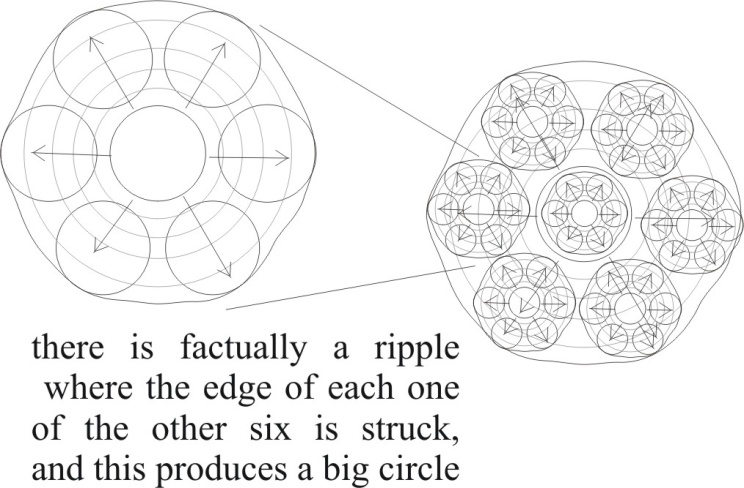 there is factually a ripple
where the edge of each one
of the other six is struck,
and this produces a big circle